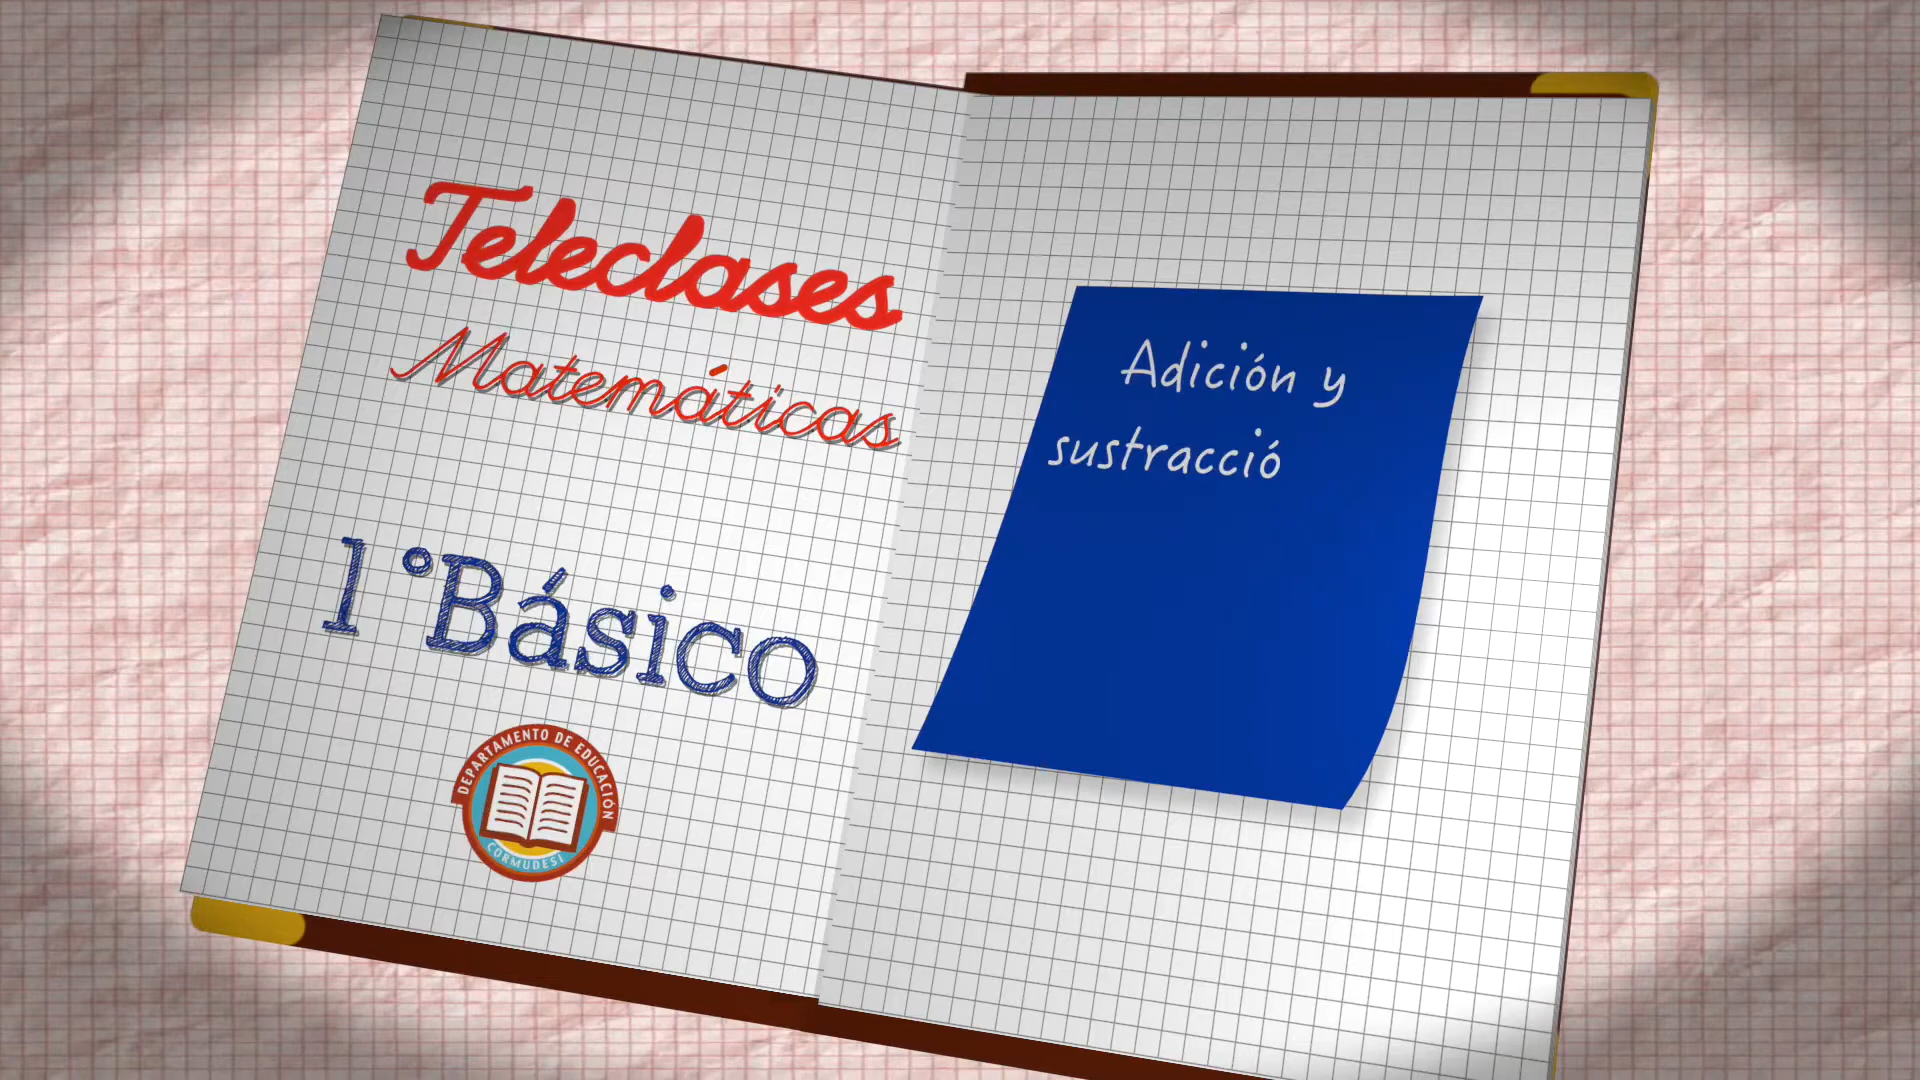 Teleclases
Matemáticas
1°Básico
DEPARTAMENTO DE EDUCACIÓN
CORMUDESI
Adición y
sustracció